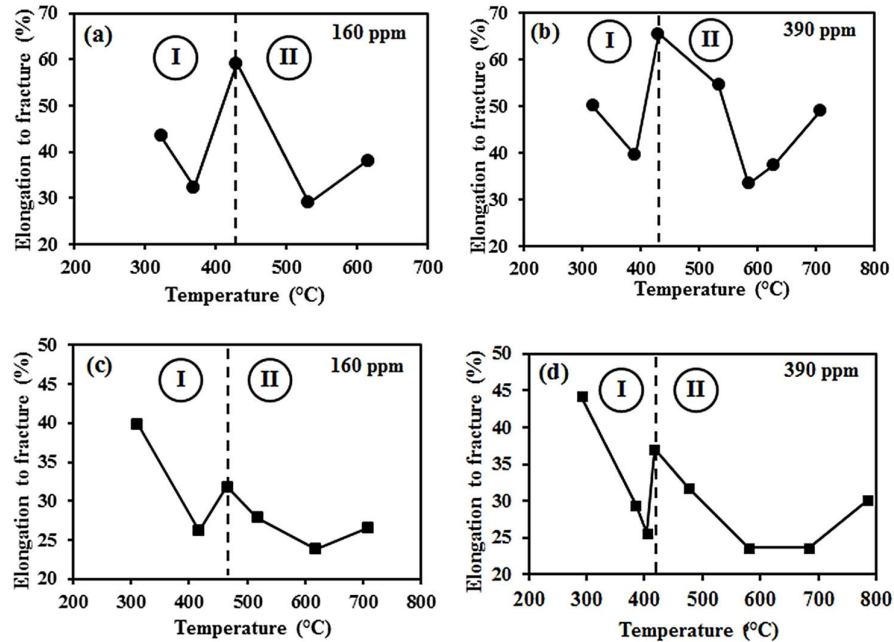 (a)
I
II
160 ppm
Elongation to fracture (%)
70
60
50
40
30
20
200 300 400 500 600 700
Temperature (°C)
(b)
I
II
390 ppm
Elongation to fracture (%)
70
60
50
40
30
20
200 300 400 500 600 700 800
Temperature (°C)
(c)
I
II
160 ppm
Elongation to fracture (%)
50
45
40
35
30
25
20
200 300 400 500 600 700 800
Temperature (°C)
(d)
I
II
390 ppm
Elongation to fracture (%)
50
45
40
35
30
25
20
200 300 400 500 600 700 800
Temperature (°C)